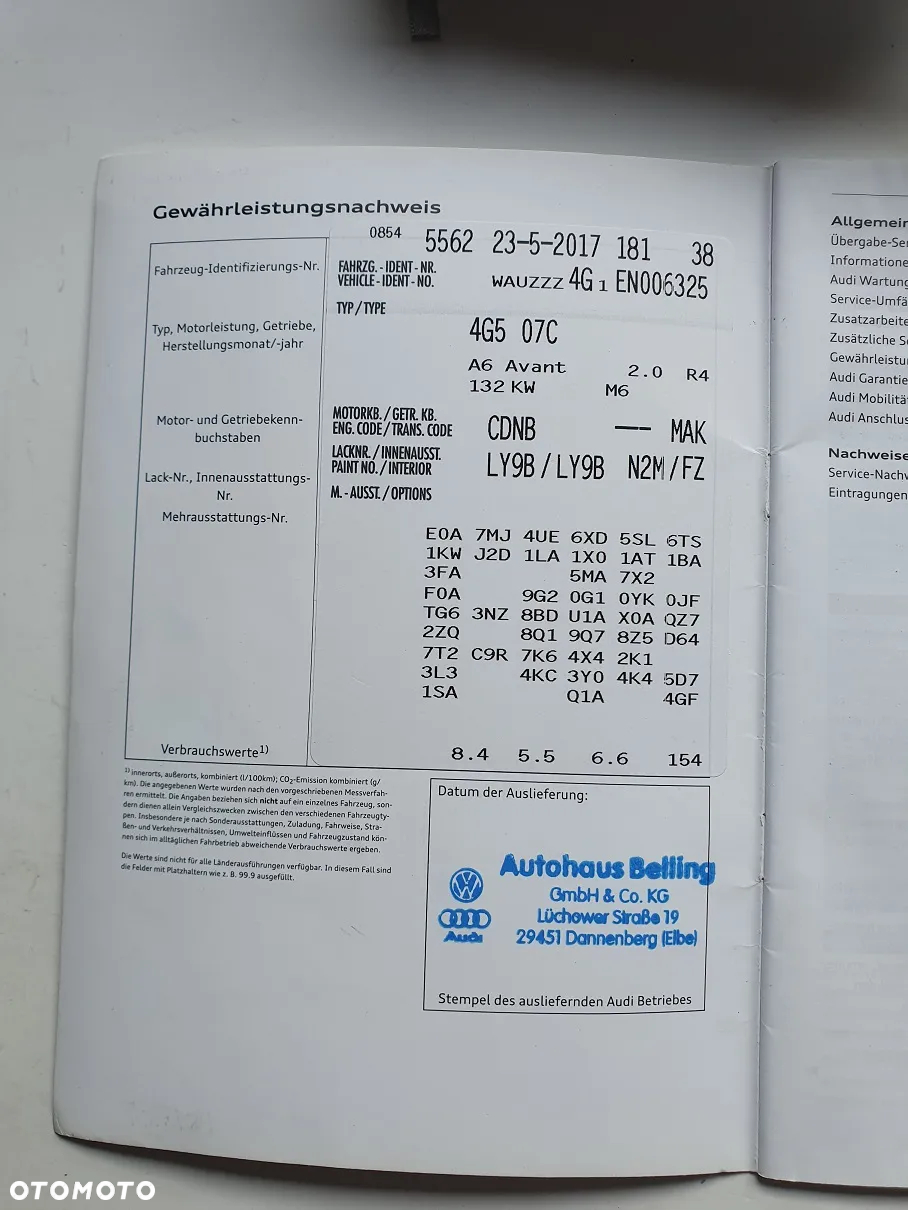 Gewährleistungsnachweis
0854 5562 23-5-2017 181 38
Fahrzeug-Identifizierungs-Nr.
FAHRZG. - IDENT - NR.
VEHICLE - IDENT - NO.
WAUZZZ 4G 1 EN006325
TYP / TYPE
Typ, Motorleistung, Getriebe,
Herstellungsmonat/-jahr
4G5 07C
A6 Avant 2.0 R4
132 KW M6
Motor- und Getriebekenn-
buchstaben
MOTORKB. / GETR. KB.
ENG. CODE / TRANS. CODE
CDNB --- MAK
Lack-Nr., Innenausstattungs-
Nr.
LACKNR. / INNENAUSST.
PAINT NO. / INTERIOR
LY9B / LY9B N2M / FZ
Mehrausstattungs-Nr.
M. - AUSST. / OPTIONS
E0A 7MJ 4UE 6XD 5SL 6TS
1KW J2D 1LA 1X0 1AT 1BA
3FA 5MA 7X2
F0A 9G2 0G1 0YK 0JF
TG6 3NZ 8BD U1A X0A QZ7
2ZQ 8Q1 9Q7 8Z5 D64
7T2 C9R 7K6 4X4 2K1
3L3 4KC 3Y0 4K4 5D7
1SA Q1A 4GF
Verbrauchswerte1)
8.4 5.5 6.6 154
1) innerorts, außerorts, kombiniert (l/100km); CO2-Emission kombiniert (g/
km). Die angegebenen Werte wurden nach den vorgeschriebenen Messverfah-
ren ermittelt. Die Angaben beziehen sich nicht auf ein einzelnes Fahrzeug, son-
dern dienen allein Vergleichszwecken zwischen den verschiedenen Fahrzeugty-
pen. Insbesondere je nach Sonderausstattungen, Zuladung, Fahrweise, Stra-
ßen- und Verkehrsverhältnissen, Umwelteinflüssen und Fahrzeugzustand kön-
nen sich im alltäglichen Fahrbetrieb abweichende Verbrauchswerte ergeben.
Die Werte sind nicht für alle Länderausführungen verfügbar. In diesem Fall sind
die Felder mit Platzhaltern wie z. B. 99.9 ausgefüllt.
Datum der Auslieferung:
Autohaus Belling
GmbH & Co. KG
Lüchower Straße 19
29451 Dannenberg (Elbe)
Audi
Stempel des ausliefernden Audi Betriebes
Allgemein
Übergabe-Se
Informatione
Audi Wartung
Service-Umfä
Zusatzarbeite
Zusätzliche S
Gewährleistu
Audi Garantie
Audi Mobilitä
Audi Anschlus
Nachweise
Service-Nachw
Eintragungen
OTOMOTO